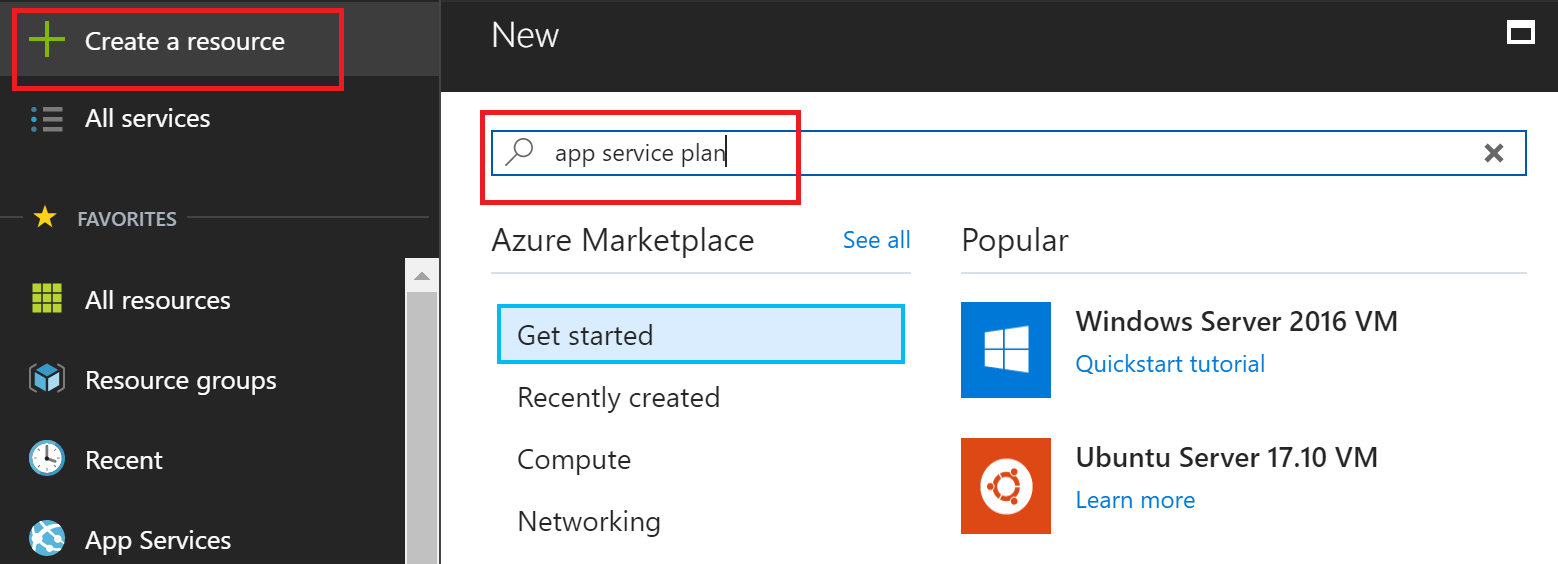 Create a resource
All services
FAVORITES
All resources
Resource groups
Recent
App Services
New
app service plan
Azure Marketplace
See all
Get started
Recently created
Compute
Networking
Popular
Windows Server 2016 VM
Quickstart tutorial
Ubuntu Server 17.10 VM
Learn more